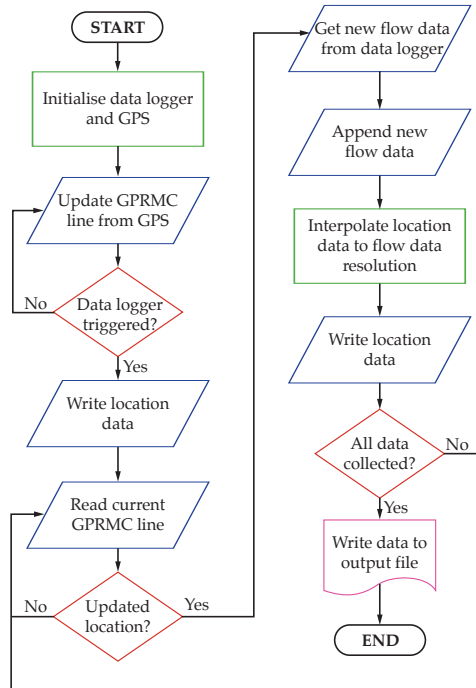 START
Initialise data logger
and GPS
Update GPRMC
line from GPS
No
Data logger
triggered?
Yes
Write location
data
Read current
GPRMC line
No
Updated
location?
Yes
Get new flow data
from data logger
Append new
flow data
Interpolate location
data to flow data
resolution
Write location
data
All data
collected?
No
Yes
Write data to
output file
END